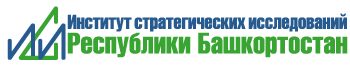 Институт стратегических исследований
Республики Башкортостан